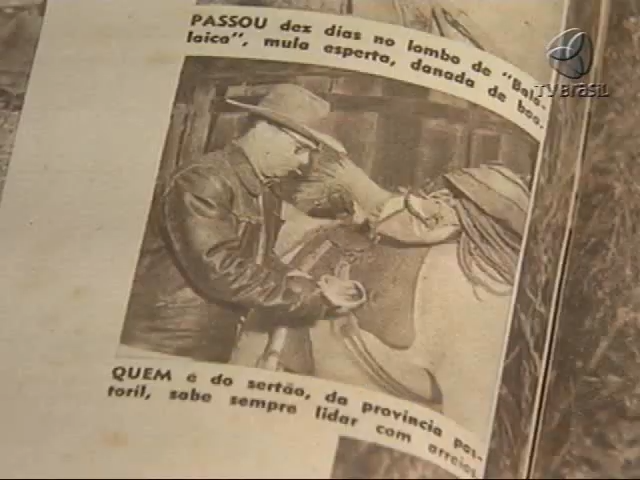 PASSOU dez dias no lombo de "Bala-
laica", mula esperta, danada de boa.
TV BRASIL
QUEM é do sertão, da província pas-
toril, sabe sempre lidar com arreios